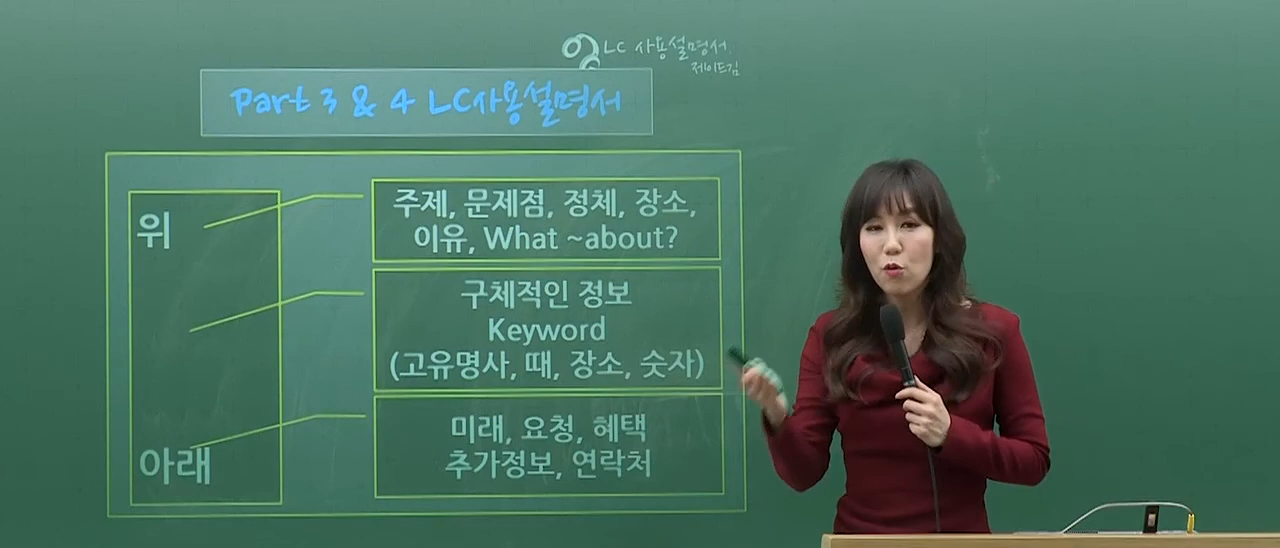 LC 사용설명서
제이드김
Part 3 & 4 LC사용설명서
위
주제, 문제점, 정체, 장소,
이유, What ~about?
구체적인 정보
Keyword
(고유명사, 때, 장소, 숫자)
아래
미래, 요청, 혜택
추가정보, 연락처